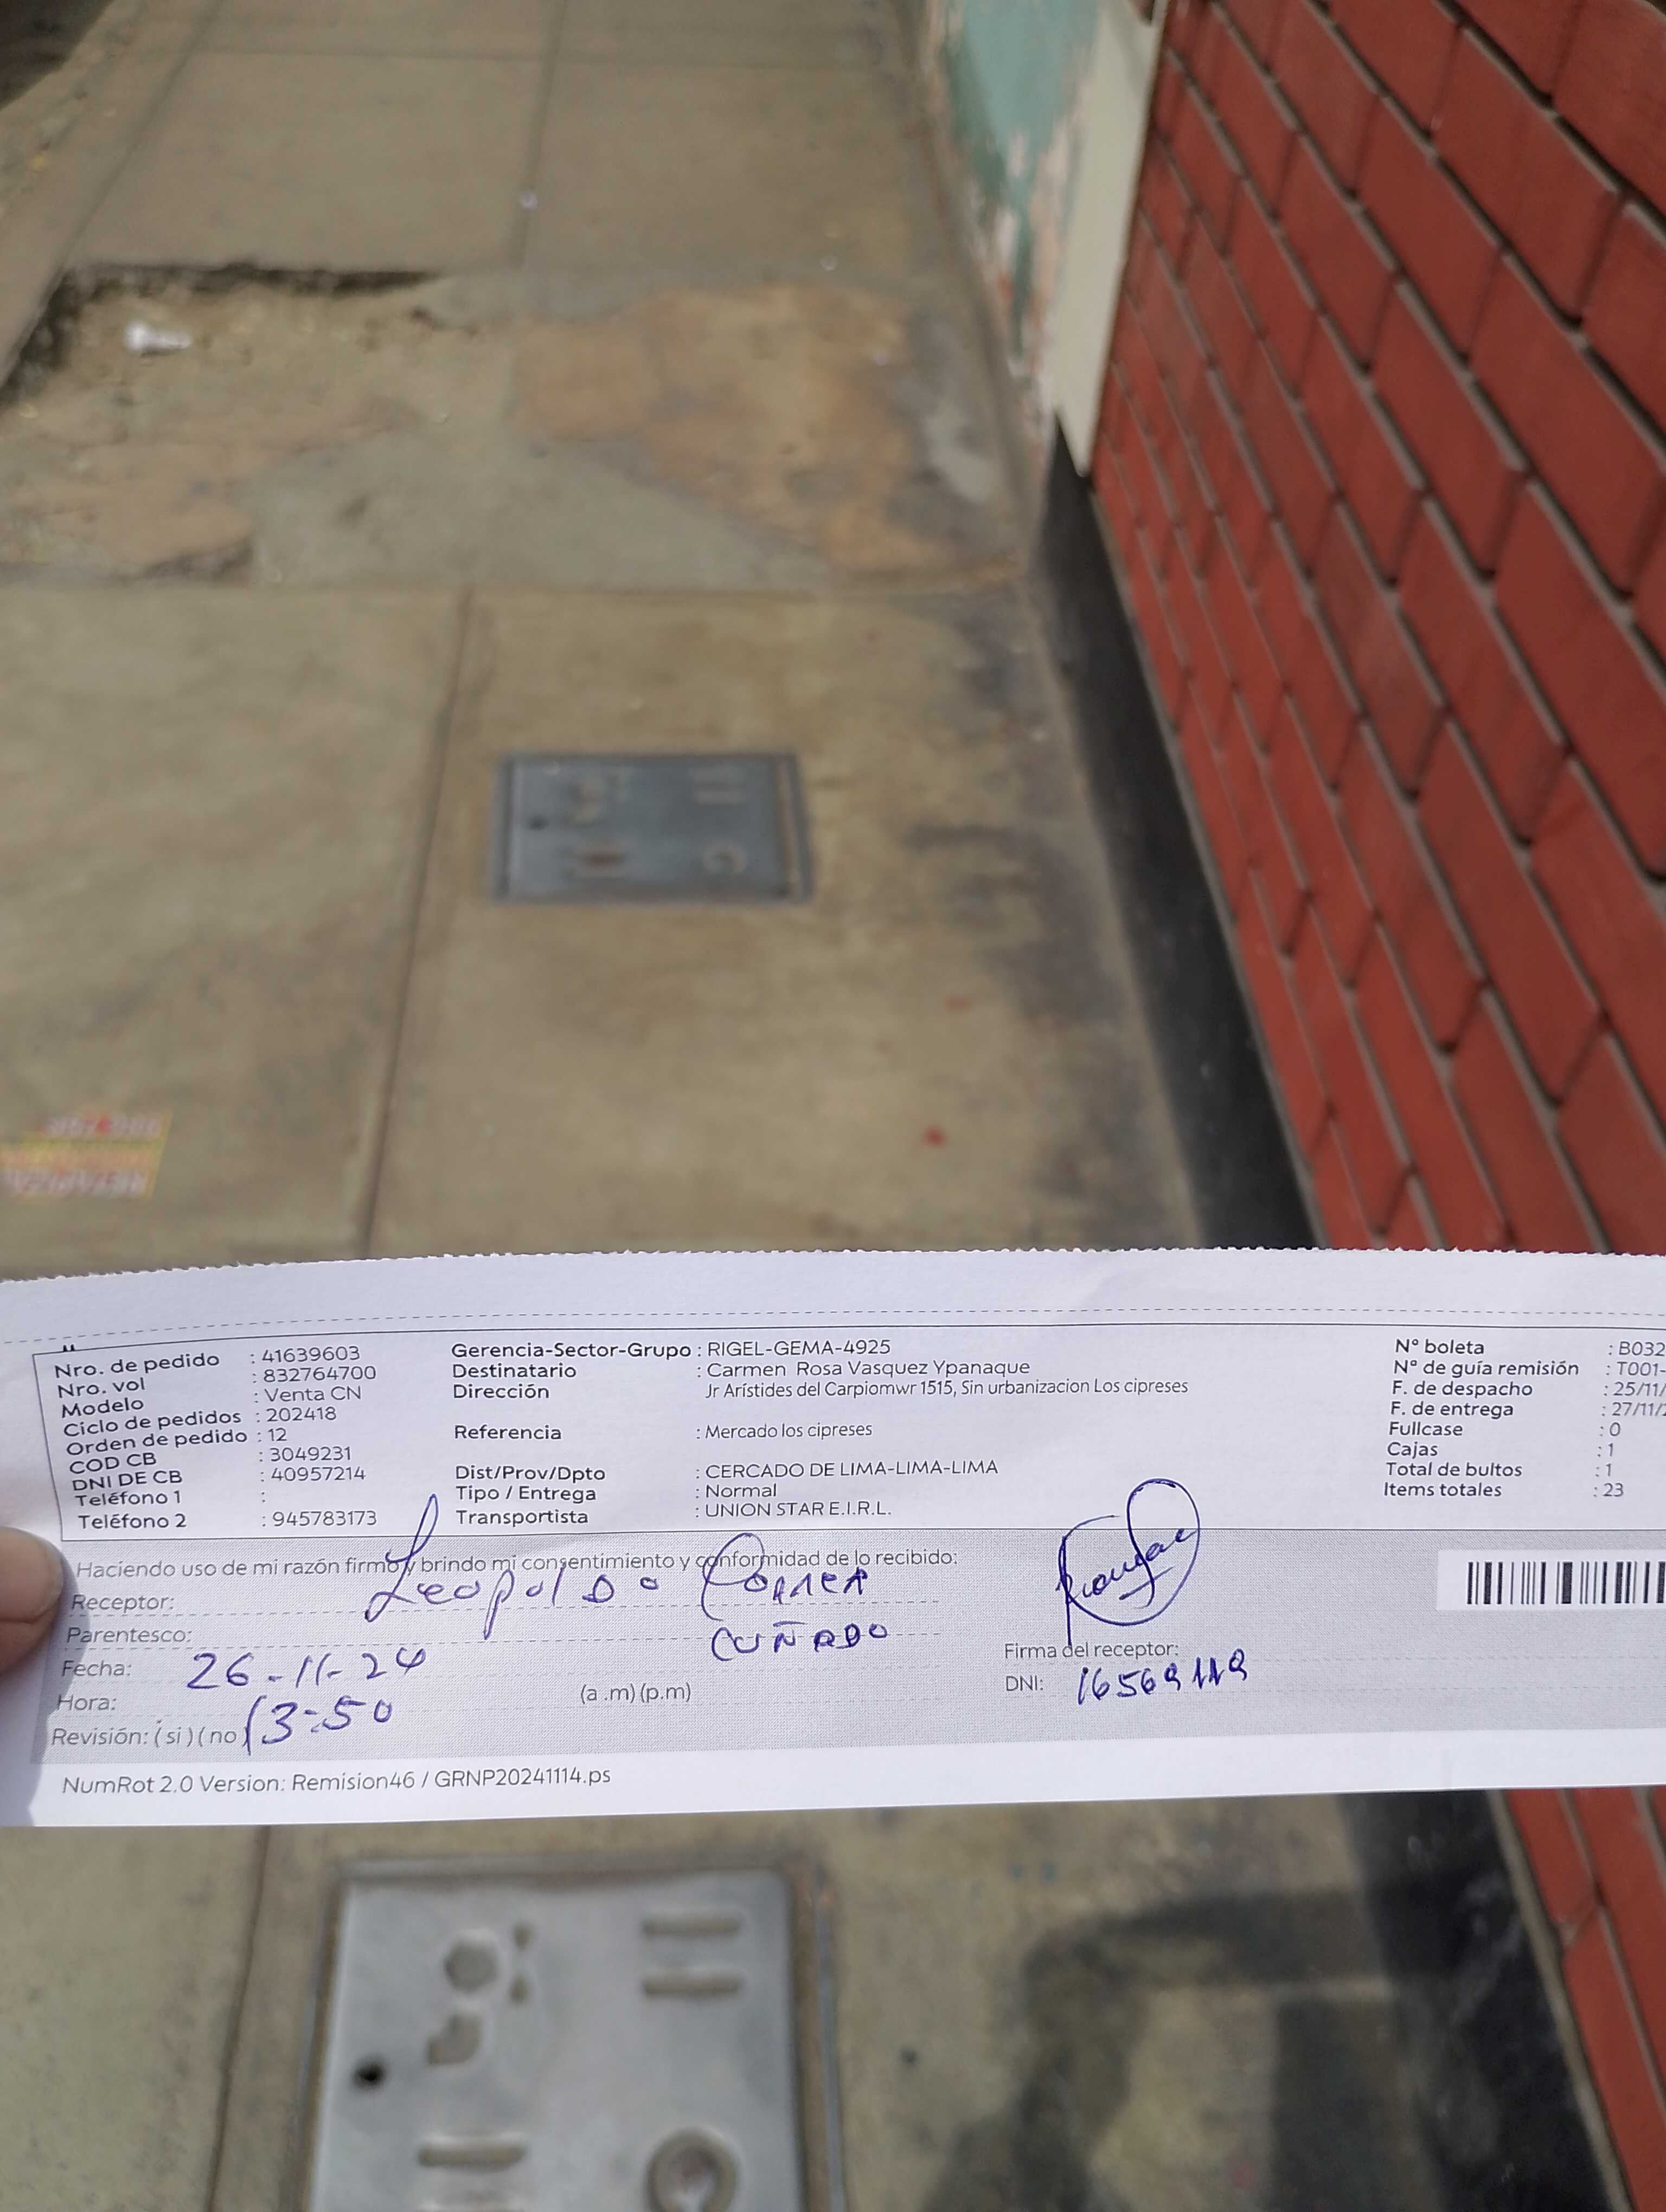 Nro. de pedido : 41639603
Nro. vol : 832764700
Modelo : Venta CN
Ciclo de pedidos : 202418
Orden de pedido : 12
COD CB : 3049231
DNI DE CB : 40957214
Teléfono 1 :
Teléfono 2 : 945783173
Gerencia-Sector-Grupo : RIGEL-GEMA-4925
Destinatario : Carmen Rosa Vasquez Ypanaque
Dirección Jr Arístides del Carpiomwr 1515, Sin urbanizacion Los cipreses
Referencia : Mercado los cipreses
Dist/Prov/Dpto : CERCADO DE LIMA-LIMA-LIMA
Tipo / Entrega : Normal
Transportista : UNION STAR E.I.R.L.
Nº boleta : B032
Nº de guía remisión : T001-
F. de despacho : 25/11/
F. de entrega : 27/11/2
Fullcase : 0
Cajas : 1
Total de bultos : 1
Items totales : 23
Haciendo uso de mi razón firmo y brindo mi consentimiento y conformidad de lo recibido:
Receptor: Leopoldo Correa
Parentesco: CUÑADO
Fecha: 26-11-24
Hora: 13:50 (a .m) (p.m)
Revisión: ( si ) ( no )
Firma del receptor:
DNI: 16569119
NumRot 2.0 Version: Remision46 / GRNP20241114.ps